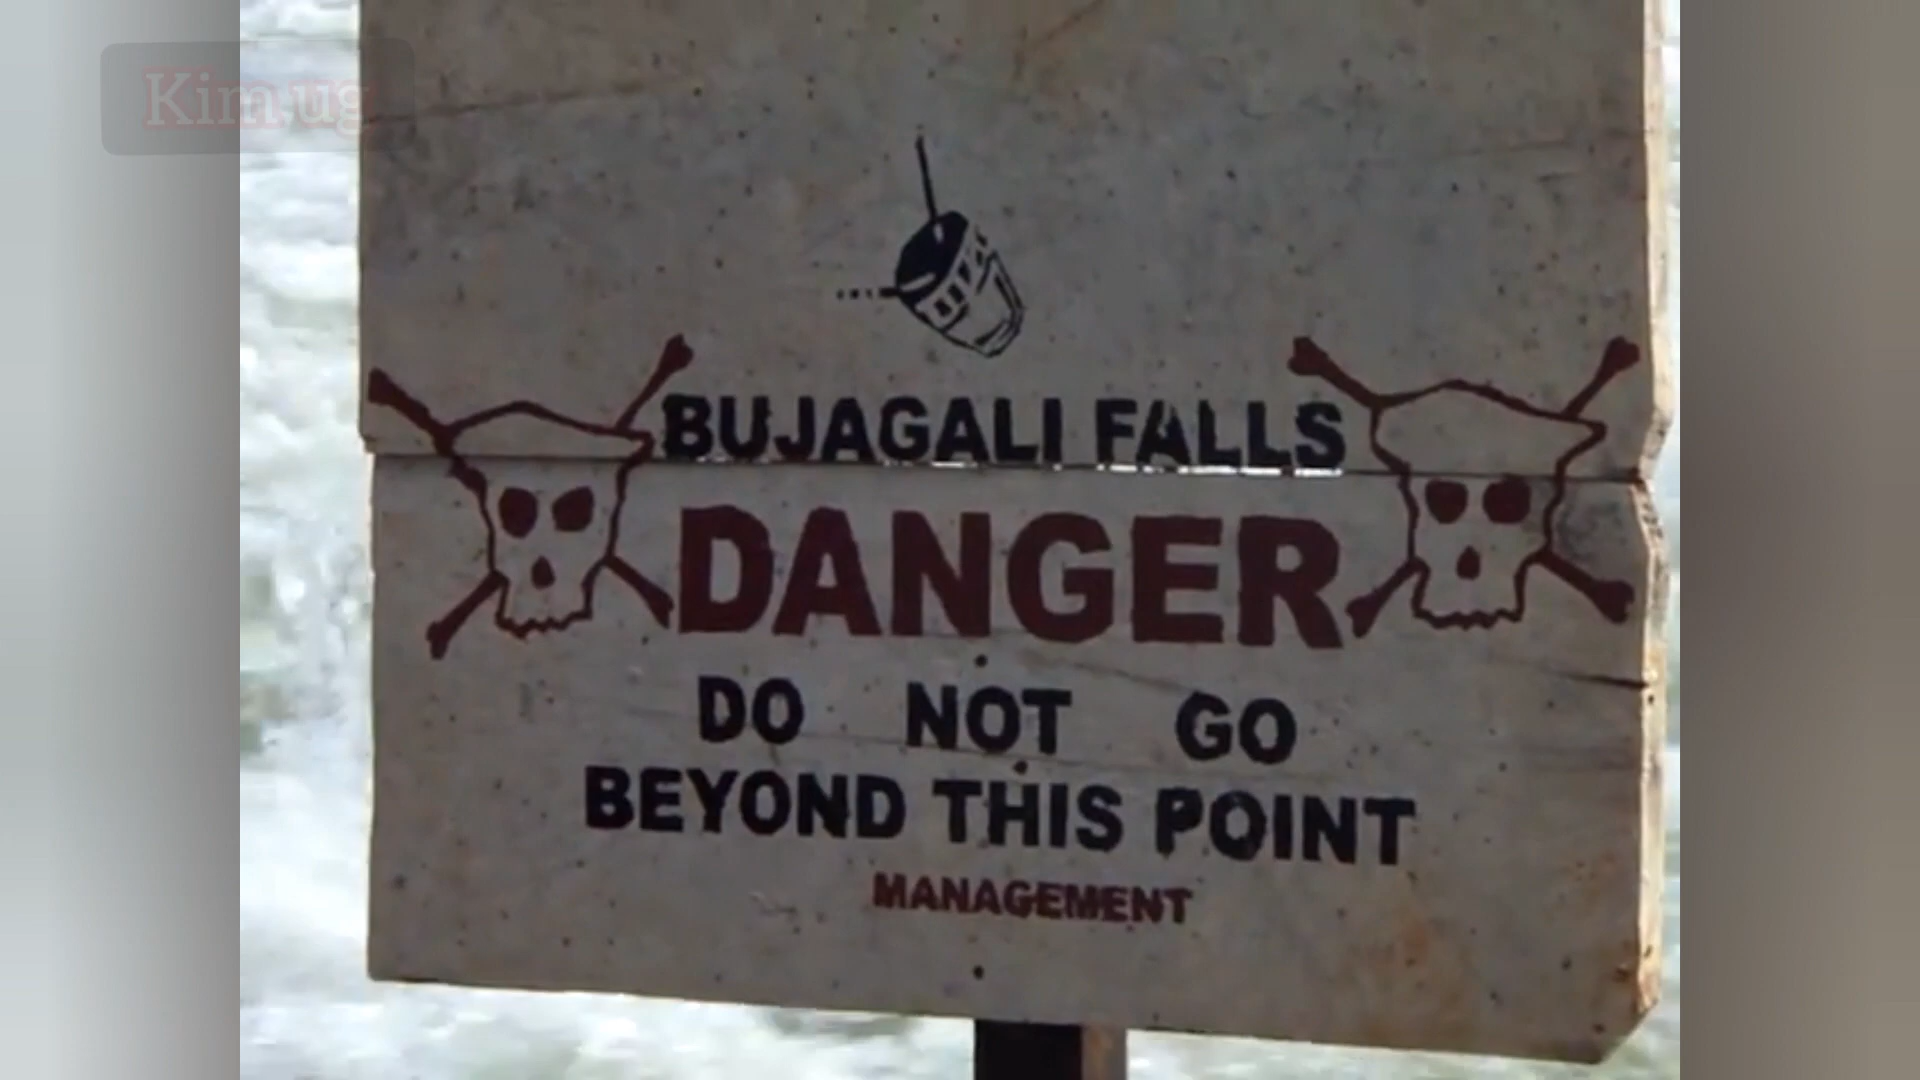 Kim.ug
BUJAGALI FALLS
DANGER
DO NOT GO
BEYOND THIS POINT
MANAGEMENT